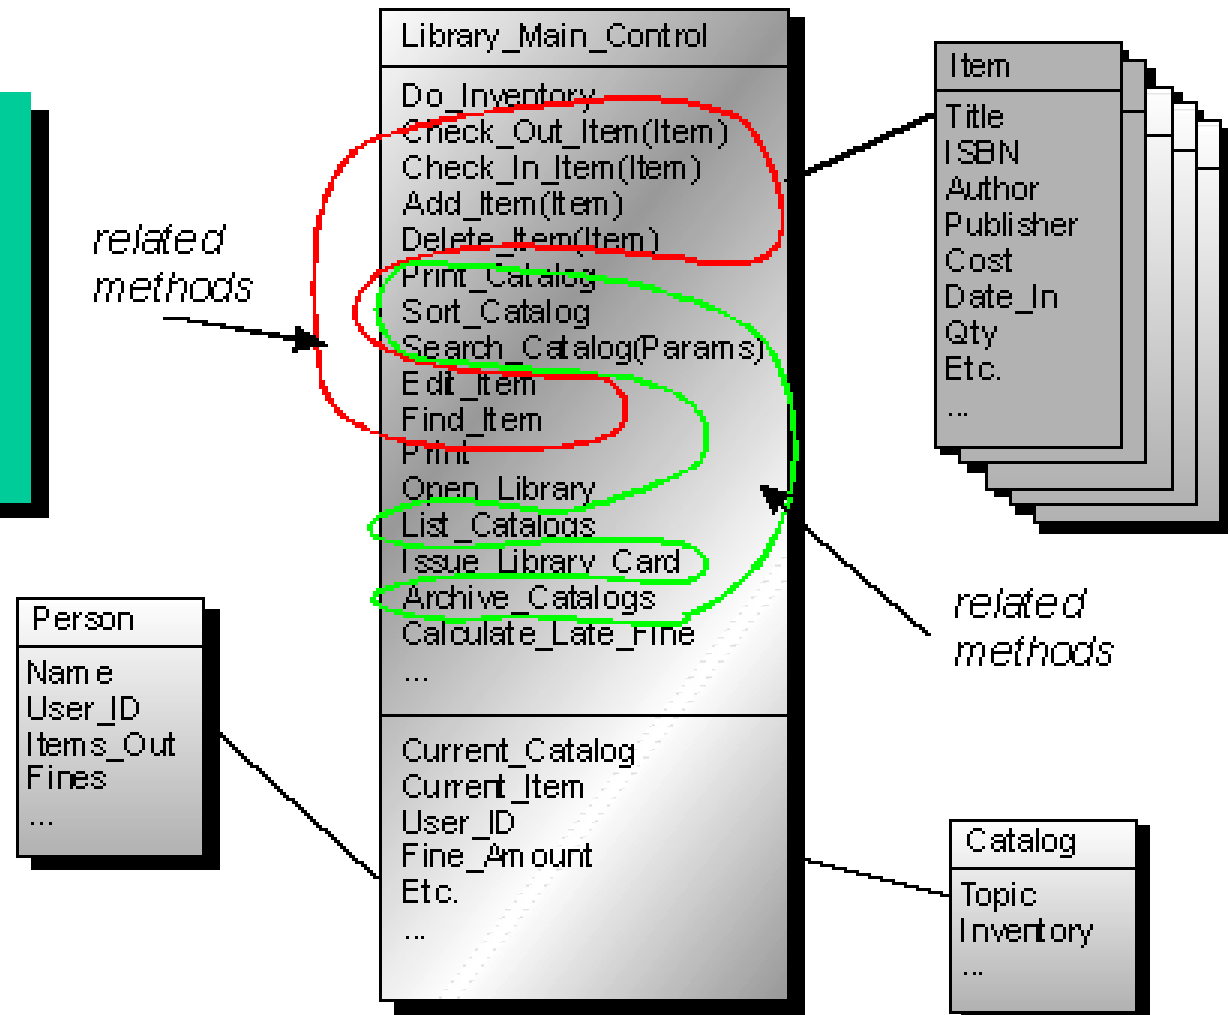 Library_Main_Control
Do_Inventory
Check_Out_Item(Item)
Check_In_Item(Item)
Add_Item(Item)
Delete_Item(Item)
Print_Catalog
Sort_Catalog
Search_Catalog(Params)
Edit_Item
Find_Item
Print
Open_Library
List_Catalogs
Issue_Library_Card
Archive_Catalogs
Calculate_Late_Fine
...
Current_Catalog
Current_Item
User_ID
Fine_Amount
Etc.
...
related
methods
Item
Title
ISBN
Author
Publisher
Cost
Date_In
Qty
Etc.
...
related
methods
Person
Name
User_ID
Items_Out
Fines
...
Catalog
Topic
Inventory
...